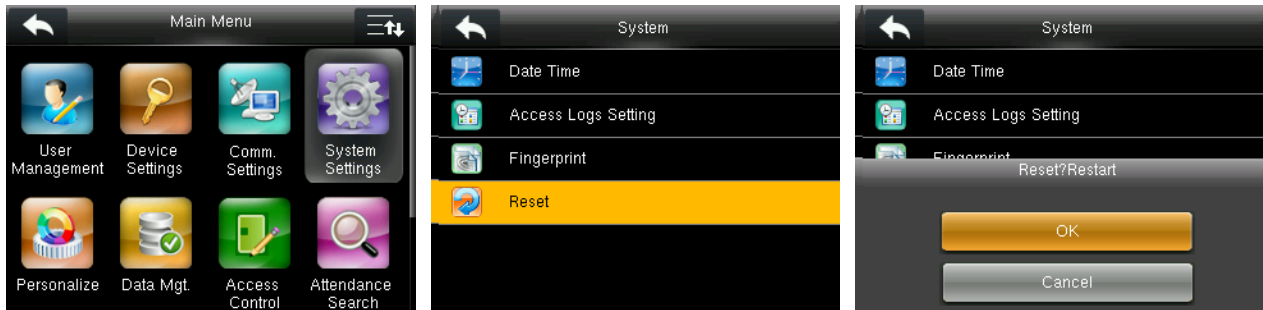 Main Menu
User
Management
Device
Settings
Comm.
Settings
System
Settings
Personalize
Data Mgt.
Access
Control
Attendance
Search
System
Date Time
Access Logs Setting
Fingerprint
Reset
System
Date Time
Access Logs Setting
Fingerprint
Reset?Restart
OK
Cancel